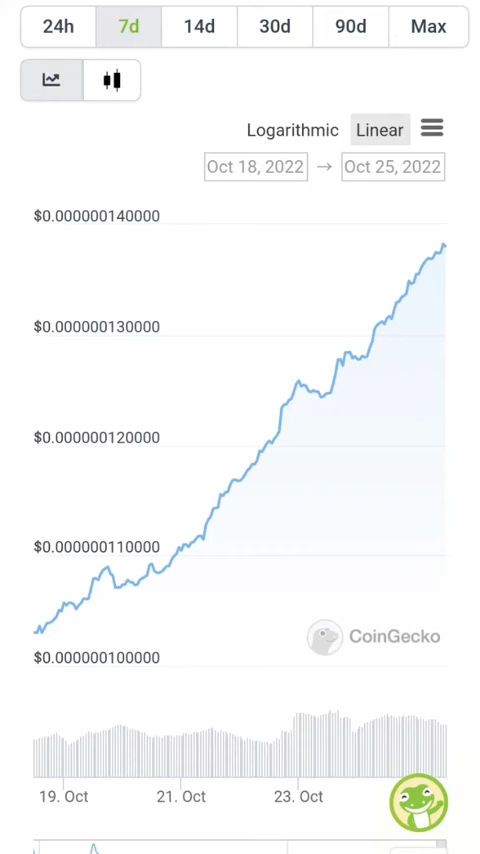 24h 7d 14d 30d 90d Max
Logarithmic Linear
Oct 18, 2022 → Oct 25, 2022
$0.000000140000
$0.000000130000
$0.000000120000
$0.000000110000
CoinGecko
$0.000000100000
19. Oct 21. Oct 23. Oct